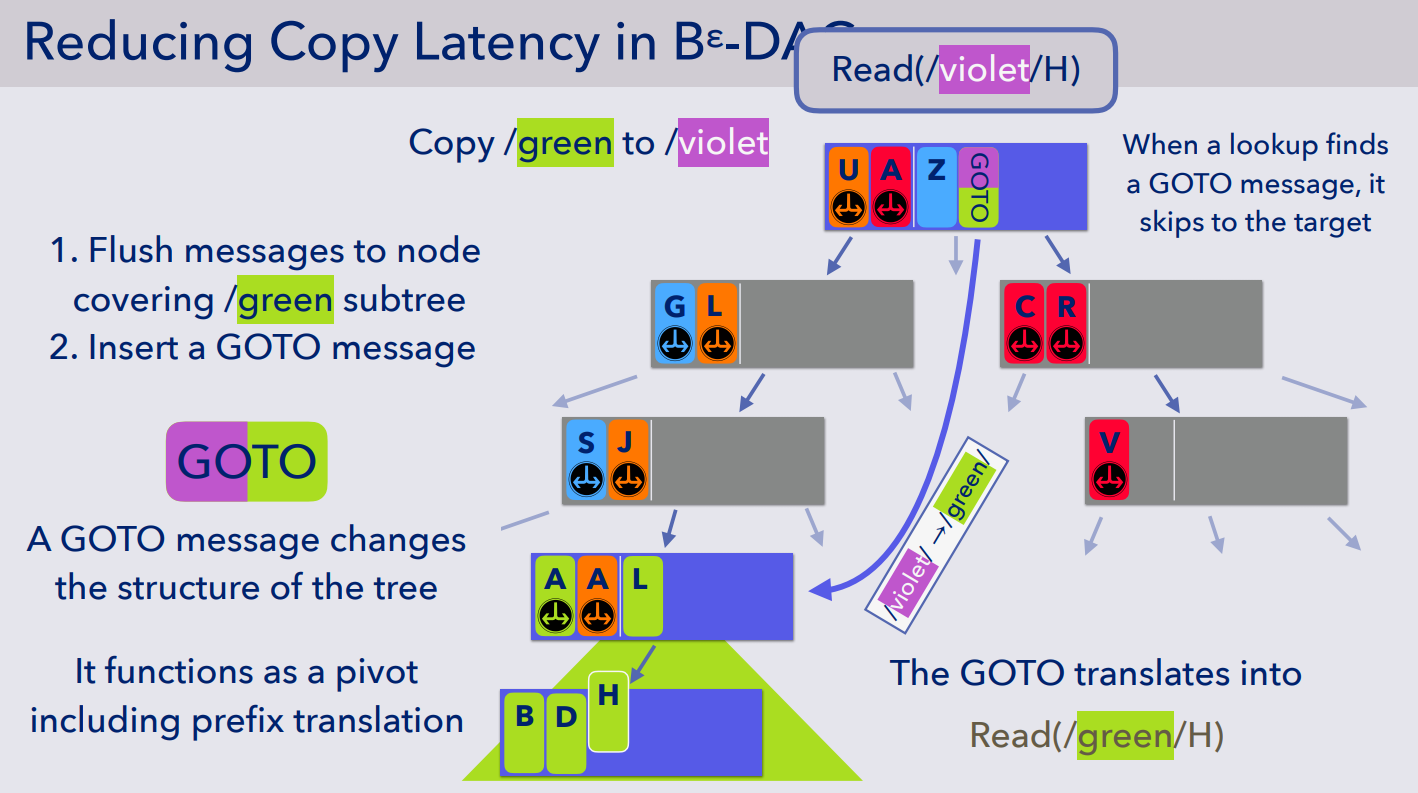 Reducing Copy Latency in Bᵋ-DAG
Read(/violet/H)
Copy /green to /violet
When a lookup finds
a GOTO message, it
skips to the target
1. Flush messages to node
covering /green subtree
2. Insert a GOTO message
GOTO
A GOTO message changes
the structure of the tree
It functions as a pivot
including prefix translation
U A Z GOTO
G L
C R
S J
V
/violet/ →/green/
A A L
B D H
The GOTO translates into
Read(/green/H)